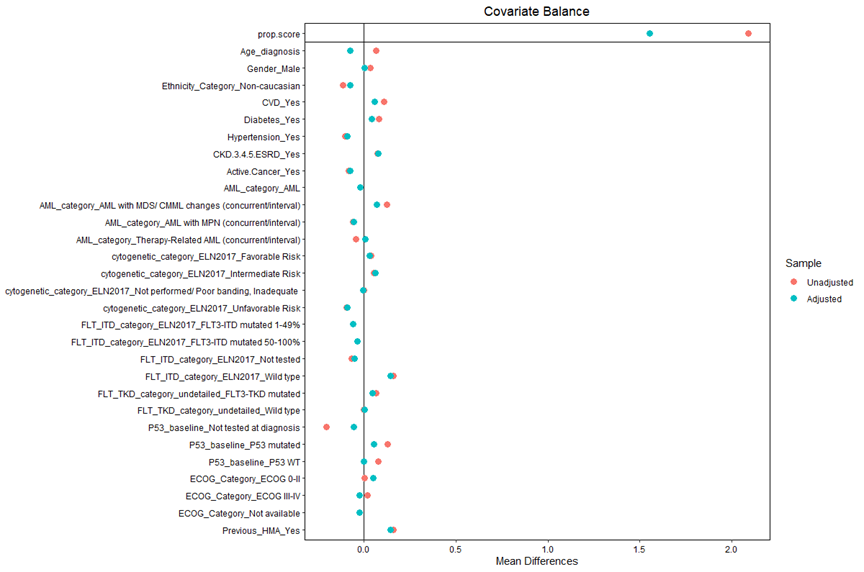 Covariate Balance
prop.score
Age_diagnosis
Gender_Male
Ethnicity_Category_Non-caucasian
CVD_Yes
Diabetes_Yes
Hypertension_Yes
CKD.3.4.5.ESRD_Yes
Active.Cancer_Yes
AML_category_AML
AML_category_AML with MDS/ CMML changes (concurrent/interval)
AML_category_AML with MPN (concurrent/interval)
AML_category_Therapy-Related AML (concurrent/interval)
cytogenetic_category_ELN2017_Favorable Risk
cytogenetic_category_ELN2017_Intermediate Risk
cytogenetic_category_ELN2017_Not performed/ Poor banding, Inadequate
cytogenetic_category_ELN2017_Unfavorable Risk
FLT_ITD_category_ELN2017_FLT3-ITD mutated 1-49%
FLT_ITD_category_ELN2017_FLT3-ITD mutated 50-100%
FLT_ITD_category_ELN2017_Not tested
FLT_ITD_category_ELN2017_Wild type
FLT_TKD_category_undetailed_FLT3-TKD mutated
FLT_TKD_category_undetailed_Wild type
P53_baseline_Not tested at diagnosis
P53_baseline_P53 mutated
P53_baseline_P53 WT
ECOG_Category_ECOG 0-II
ECOG_Category_ECOG III-IV
ECOG_Category_Not available
Previous_HMA_Yes
0.0 0.5 1.0 1.5 2.0
Mean Differences
Sample
Unadjusted
Adjusted